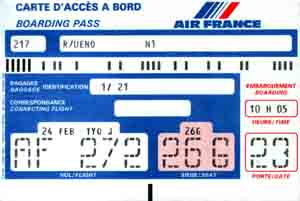 CARTE D'ACCÈS A BORD
BOARDING PASS
AIR FRANCE
217 R/UENO N1
BAGAGES
BAGGAGE IDENTIFICATION 1/ 21
EMBARQUEMENT
BOARDING
CORRESPONDANCE
CONNECTING FLIGHT
10 H 05
HEURE/TIME
24 FEB TYO J 26G
AF 272 26G 23
VOL/FLIGHT SIEGE/SEAT PORTE/GATE